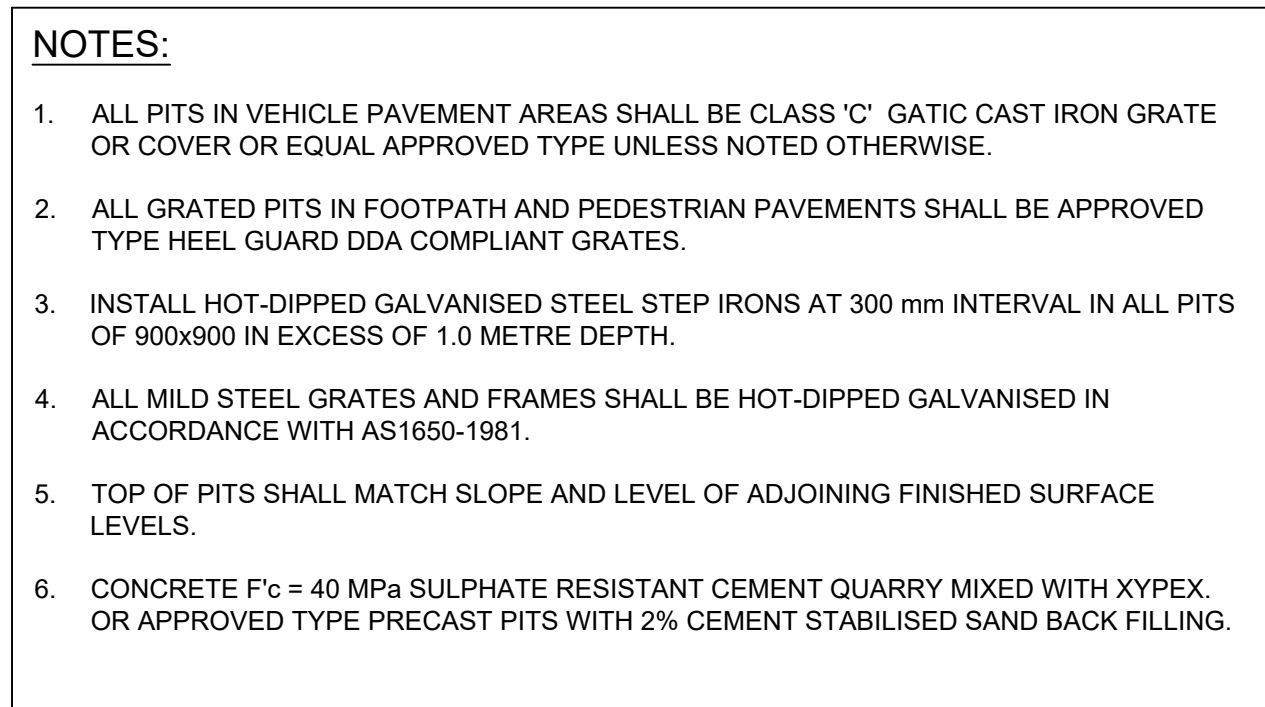 NOTES:
1. ALL PITS IN VEHICLE PAVEMENT AREAS SHALL BE CLASS 'C'  GATIC CAST IRON GRATE
OR COVER OR EQUAL APPROVED TYPE UNLESS NOTED OTHERWISE.
2. ALL GRATED PITS IN FOOTPATH AND PEDESTRIAN PAVEMENTS SHALL BE APPROVED
TYPE HEEL GUARD DDA COMPLIANT GRATES.
3. INSTALL HOT-DIPPED GALVANISED STEEL STEP IRONS AT 300 mm INTERVAL IN ALL PITS
OF 900x900 IN EXCESS OF 1.0 METRE DEPTH.
4. ALL MILD STEEL GRATES AND FRAMES SHALL BE HOT-DIPPED GALVANISED IN
ACCORDANCE WITH AS1650-1981.
5. TOP OF PITS SHALL MATCH SLOPE AND LEVEL OF ADJOINING FINISHED SURFACE
LEVELS.
6. CONCRETE F'c = 40 MPa SULPHATE RESISTANT CEMENT QUARRY MIXED WITH XYPEX.
OR APPROVED TYPE PRECAST PITS WITH 2% CEMENT STABILISED SAND BACK FILLING.